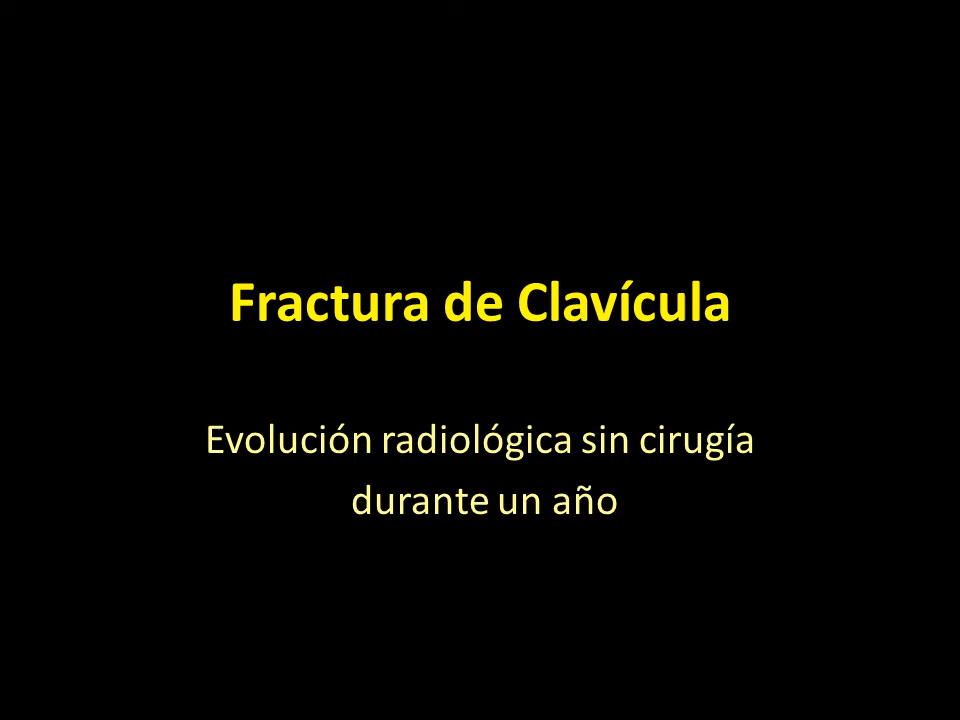 Fractura de Clavícula
Evolución radiológica sin cirugía
durante un año